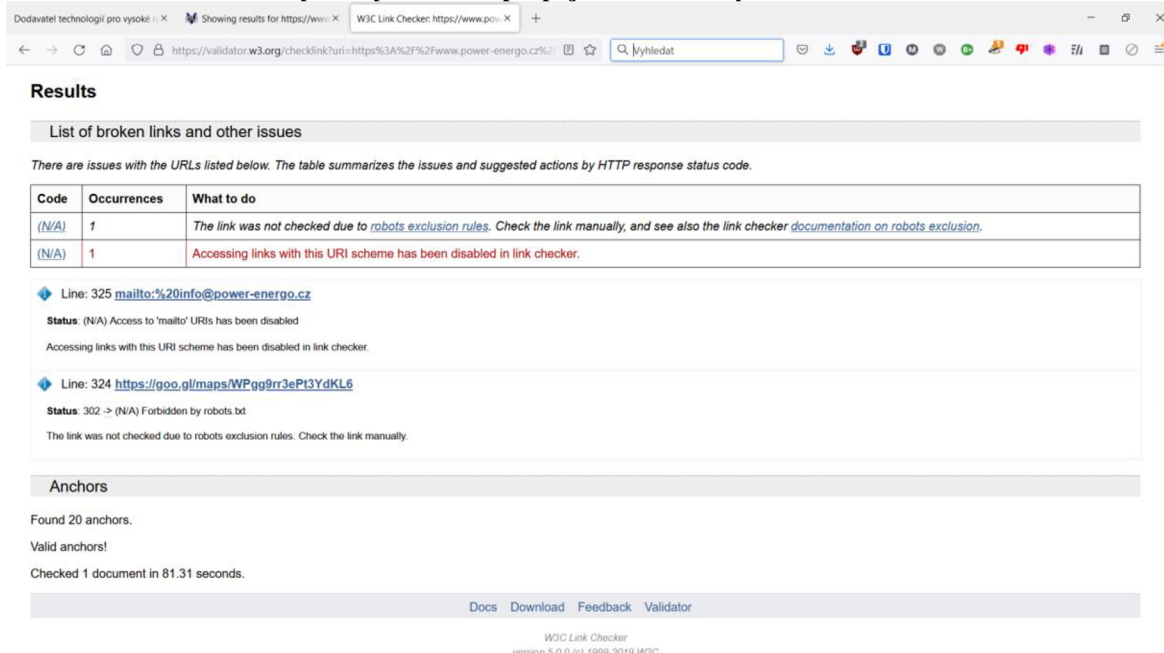 Dodavatel technologií pro vysoké n
Showing results for https://www
W3C Link Checker: https://www.pow
https://validator.w3.org/checklink?uri=https%3A%2F%2Fwww.power-energo.cz%2F
Vyhledat
Results
List of broken links and other issues
There are issues with the URLs listed below. The table summarizes the issues and suggested actions by HTTP response status code.
Code Occurrences What to do
(N/A) 1 The link was not checked due to robots exclusion rules. Check the link manually, and see also the link checker documentation on robots exclusion.
(N/A) 1 Accessing links with this URI scheme has been disabled in link checker.
Line: 325 mailto:%20info@power-energo.cz
Status: (N/A) Access to 'mailto' URIs has been disabled
Accessing links with this URI scheme has been disabled in link checker.
Line: 324 https://goo.gl/maps/WPgg9rr3ePt3YdKL6
Status: 302 -> (N/A) Forbidden by robots.txt
The link was not checked due to robots exclusion rules. Check the link manually.
Anchors
Found 20 anchors.
Valid anchors!
Checked 1 document in 81.31 seconds.
Docs Download Feedback Validator
W3C Link Checker
version 5.0.0 (c) 1999-2019 W3C